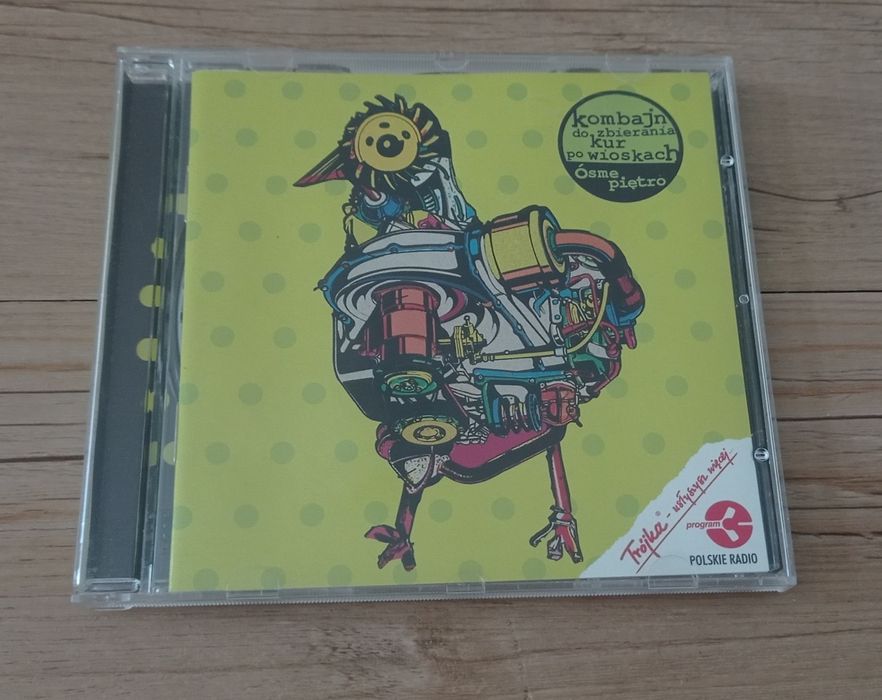 kombajn
do zbierania
kur
po wioskach
ósme
piętro
Trójka - usłyszysz więcej.
program 3
POLSKIE RADIO